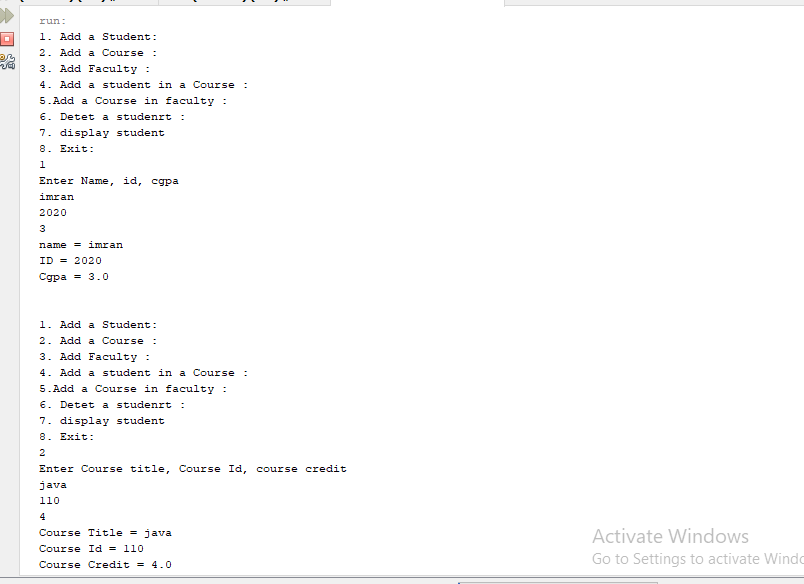 run:
1. Add a Student:
2. Add a Course :
3. Add Faculty :
4. Add a student in a Course :
5.Add a Course in faculty :
6. Detet a studenrt :
7. display student
8. Exit:
1
Enter Name, id, cgpa
imran
2020
3
name = imran
ID = 2020
Cgpa = 3.0
1. Add a Student:
2. Add a Course :
3. Add Faculty :
4. Add a student in a Course :
5.Add a Course in faculty :
6. Detet a studenrt :
7. display student
8. Exit:
2
Enter Course title, Course Id, course credit
java
110
4
Course Title = java
Course Id = 110
Course Credit = 4.0
Activate Windows
Go to Settings to activate Windo